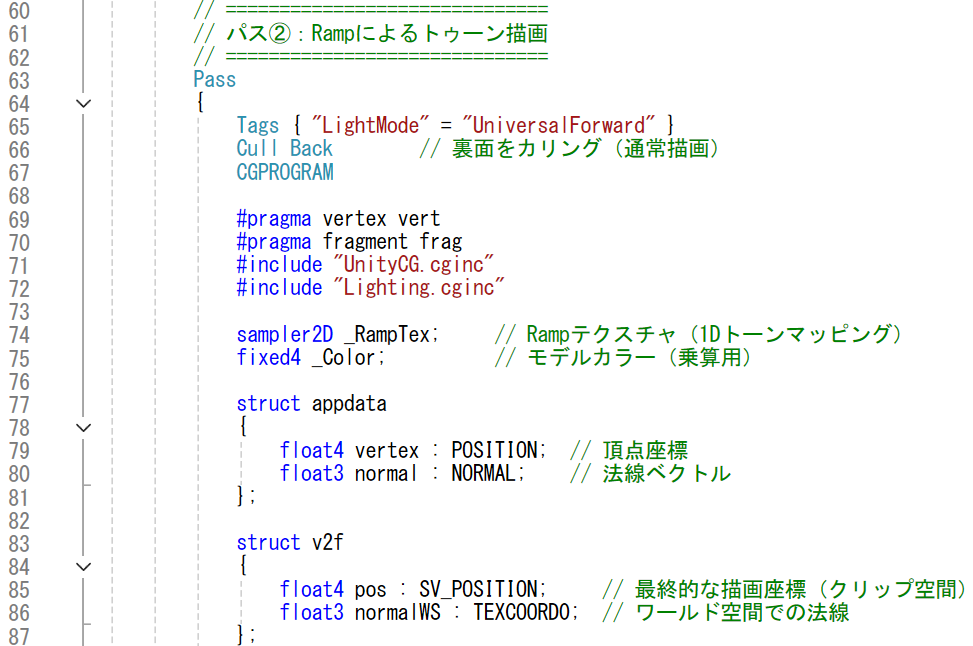 60 // ==============================
61 // パス②：Rampによるトゥーン描画
62 // ==============================
63 Pass
64 {
65 Tags { "LightMode" = "UniversalForward" }
66 Cull Back // 裏面をカリング（通常描画）
67 CGPROGRAM
68
69 #pragma vertex vert
70 #pragma fragment frag
71 #include "UnityCG.cginc"
72 #include "Lighting.cginc"
73
74 sampler2D _RampTex; // Rampテクスチャ（1Dトーンマッピング）
75 fixed4 _Color; // モデルカラー（乗算用）
76
77 struct appdata
78 {
79 float4 vertex : POSITION; // 頂点座標
80 float3 normal : NORMAL; // 法線ベクトル
81 };
82
83 struct v2f
84 {
85 float4 pos : SV_POSITION; // 最終的な描画座標（クリップ空間）
86 float3 normalWS : TEXCOORD0; // ワールド空間での法線
87 };